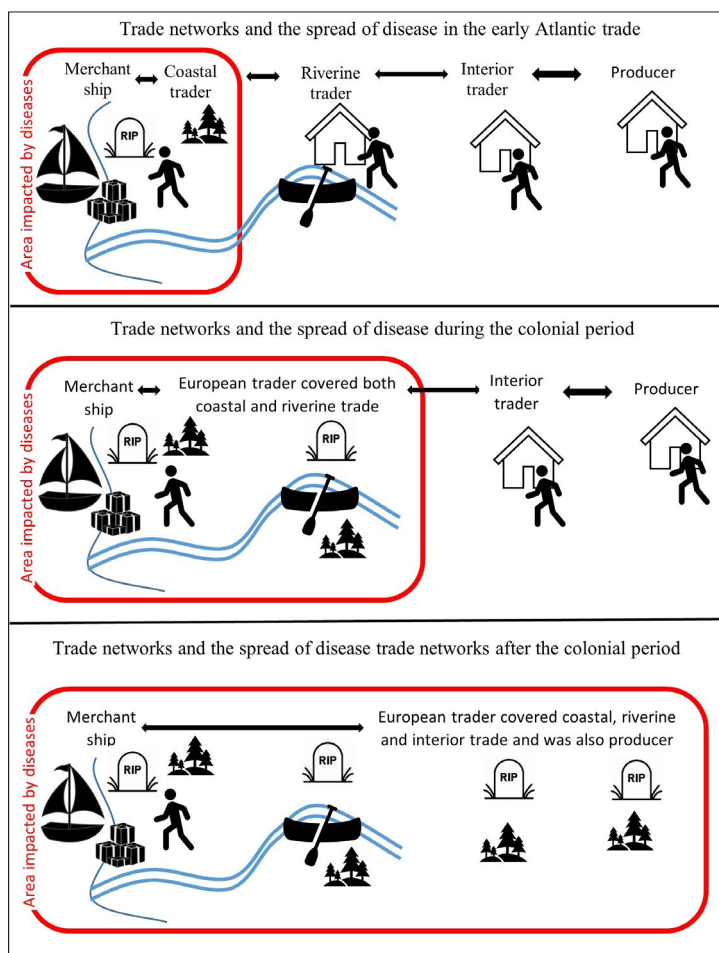 Trade networks and the spread of disease in the early Atlantic trade
Merchant
ship
Coastal
trader
Riverine
trader
Interior
trader
Producer
RIP
Area impacted by diseases
Trade networks and the spread of disease during the colonial period
Merchant
ship
European trader covered both
coastal and riverine trade
Interior
trader
Producer
RIP
RIP
Area impacted by diseases
Trade networks and the spread of disease trade networks after the colonial period
Merchant
ship
European trader covered coastal, riverine
and interior trade and was also producer
RIP
RIP
RIP
RIP
Area impacted by diseases